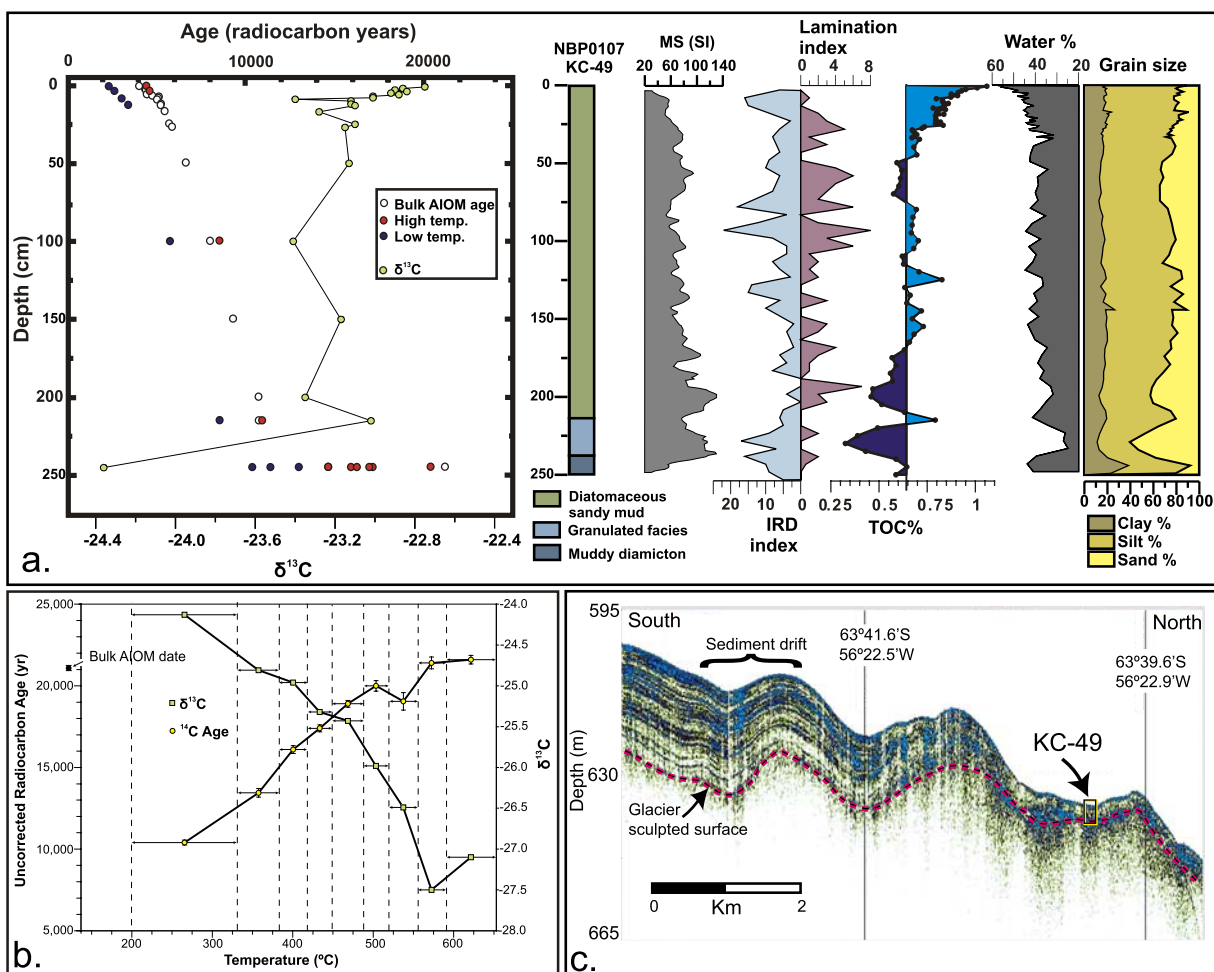 Age (radiocarbon years)
0 10000 20000
Depth (cm)
0
50
100
150
200
250
Bulk AIOM age
High temp.
Low temp.
δ13C
-24.4 -24.0 -23.6 -23.2 -22.8 -22.4
δ13C
a.
NBP0107
KC-49
0
50
100
150
200
250
Diatomaceous
sandy mud
Granulated facies
Muddy diamicton
MS (SI)
20 60 100 140
Lamination
index
0 4 8
20 10 0
IRD
index
0.25 0.5 0.75 1
TOC%
Water %
60 20
Grain size
0 20 40 60 80 100
Clay %
Silt %
Sand %
b.
Uncorrected Radiocarbon Age (yr)
25,000
20,000
15,000
10,000
5,000
Bulk AIOM date
δ13C
14C Age
200 300 400 500 600
Temperature (ºC)
-24.0
-24.5
-25.0
-25.5
-26.0
-26.5
-27.0
-27.5
-28.0
δ13C
c.
Depth (m)
595
630
665
South
North
Sediment drift
63º41.6'S
56º22.5'W
63º39.6'S
56º22.9'W
KC-49
Glacier
sculpted surface
0 2
Km